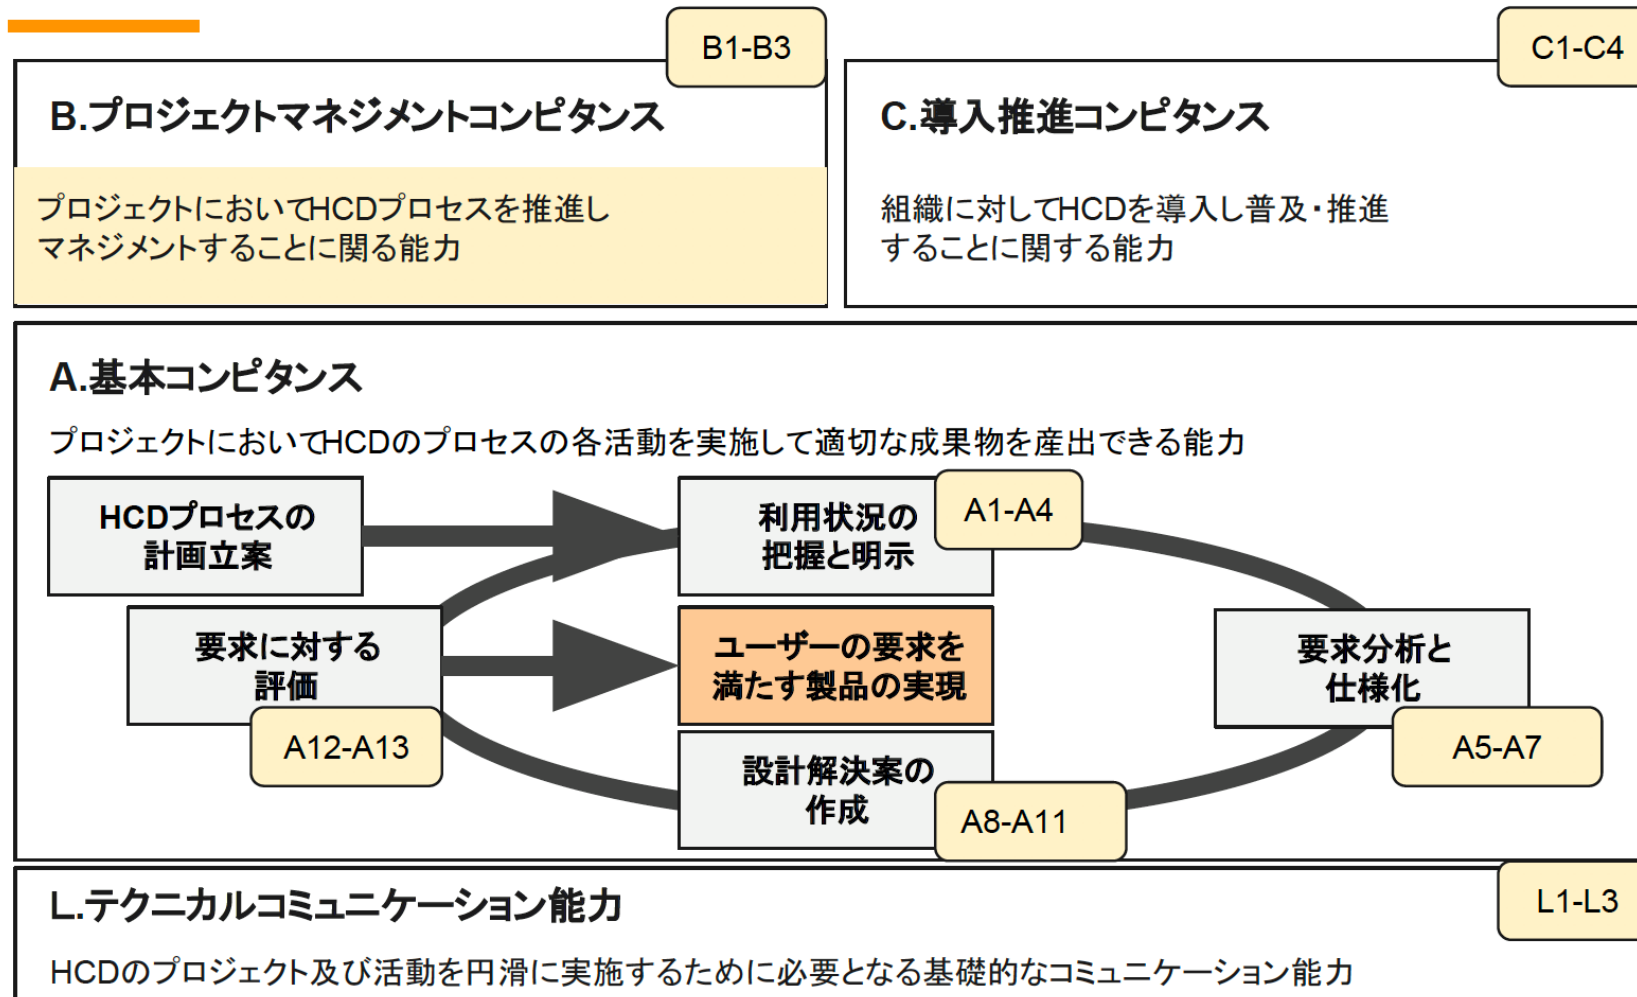 B1-B3
B.プロジェクトマネジメントコンピタンス
プロジェクトにおいてHCDプロセスを推進し
マネジメントすることに関る能力
C1-C4
C.導入推進コンピタンス
組織に対してHCDを導入し普及・推進
することに関する能力
A.基本コンピタンス
プロジェクトにおいてHCDのプロセスの各活動を実施して適切な成果物を産出できる能力
HCDプロセスの
計画立案
利用状況の
把握と明示
A1-A4
要求に対する
評価
A12-A13
ユーザーの要求を
満たす製品の実現
要求分析と
仕様化
A5-A7
設計解決案の
作成
A8-A11
L.テクニカルコミュニケーション能力
L1-L3
HCDのプロジェクト及び活動を円滑に実施するために必要となる基礎的なコミュニケーション能力